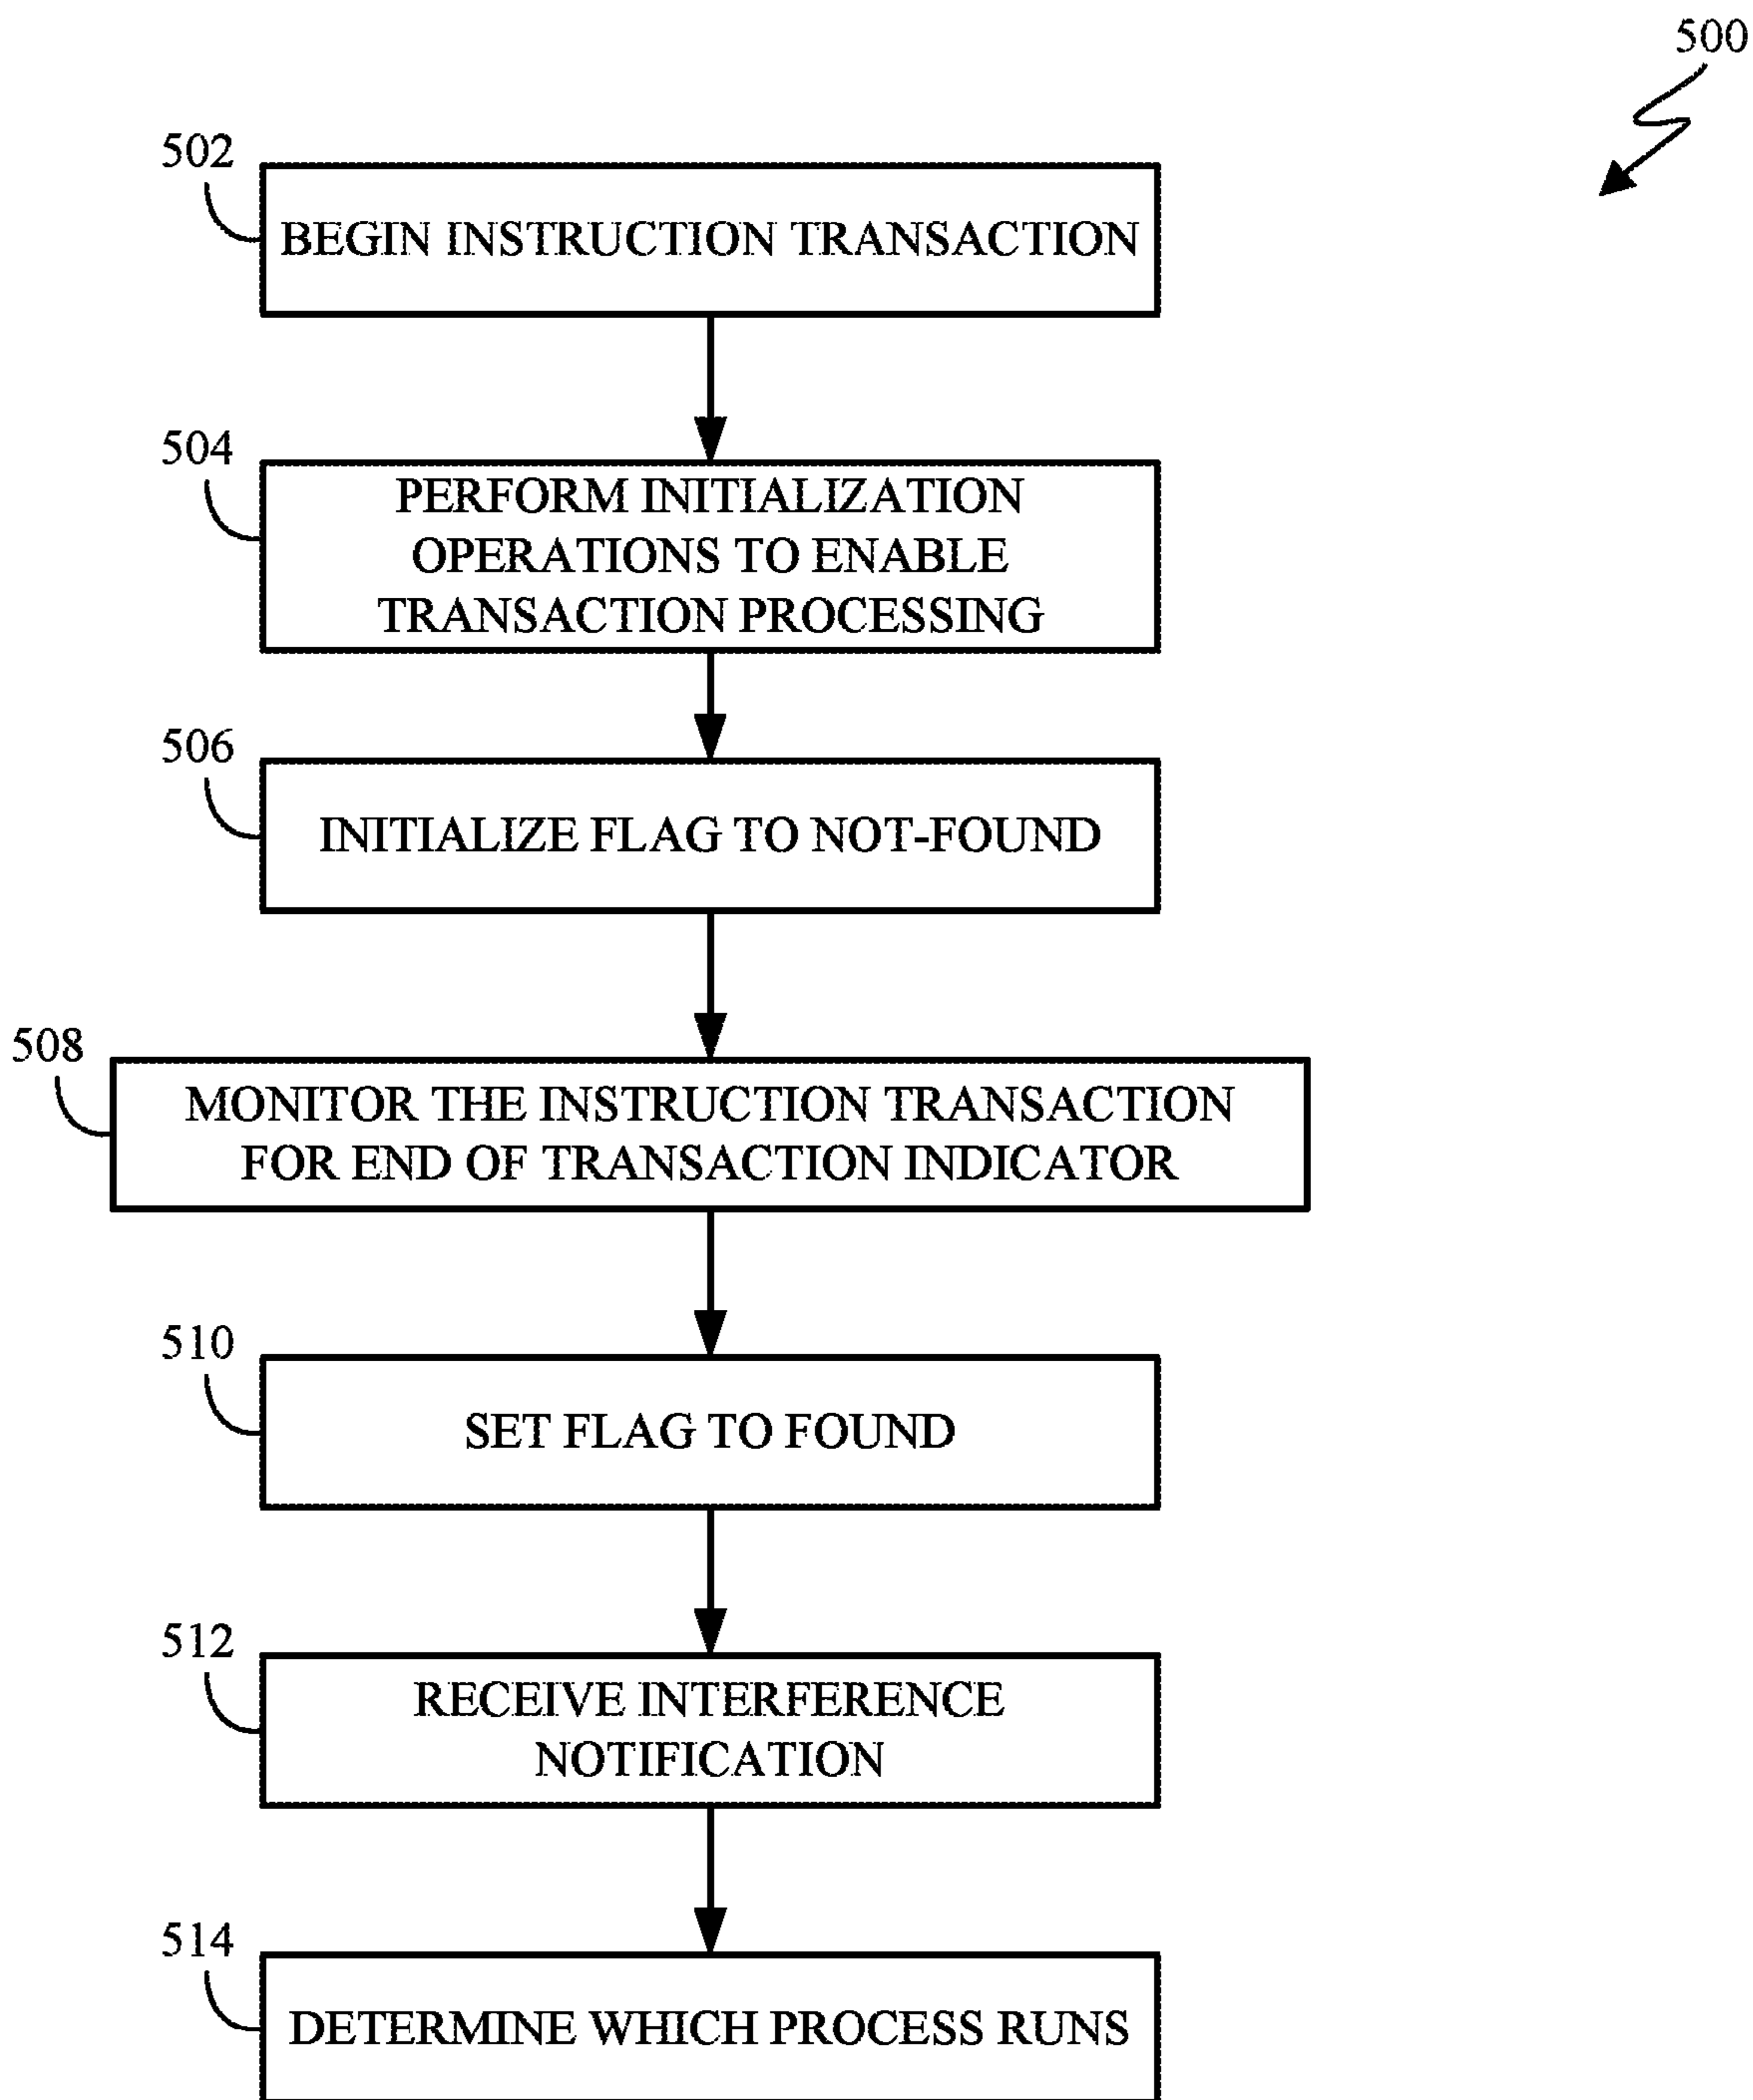 500
502
BEGIN INSTRUCTION TRANSACTION
504
PERFORM INITIALIZATION
OPERATIONS TO ENABLE
TRANSACTION PROCESSING
506
INITIALIZE FLAG TO NOT-FOUND
508
MONITOR THE INSTRUCTION TRANSACTION
FOR END OF TRANSACTION INDICATOR
510
SET FLAG TO FOUND
512
RECEIVE INTERFERENCE
NOTIFICATION
514
DETERMINE WHICH PROCESS RUNS